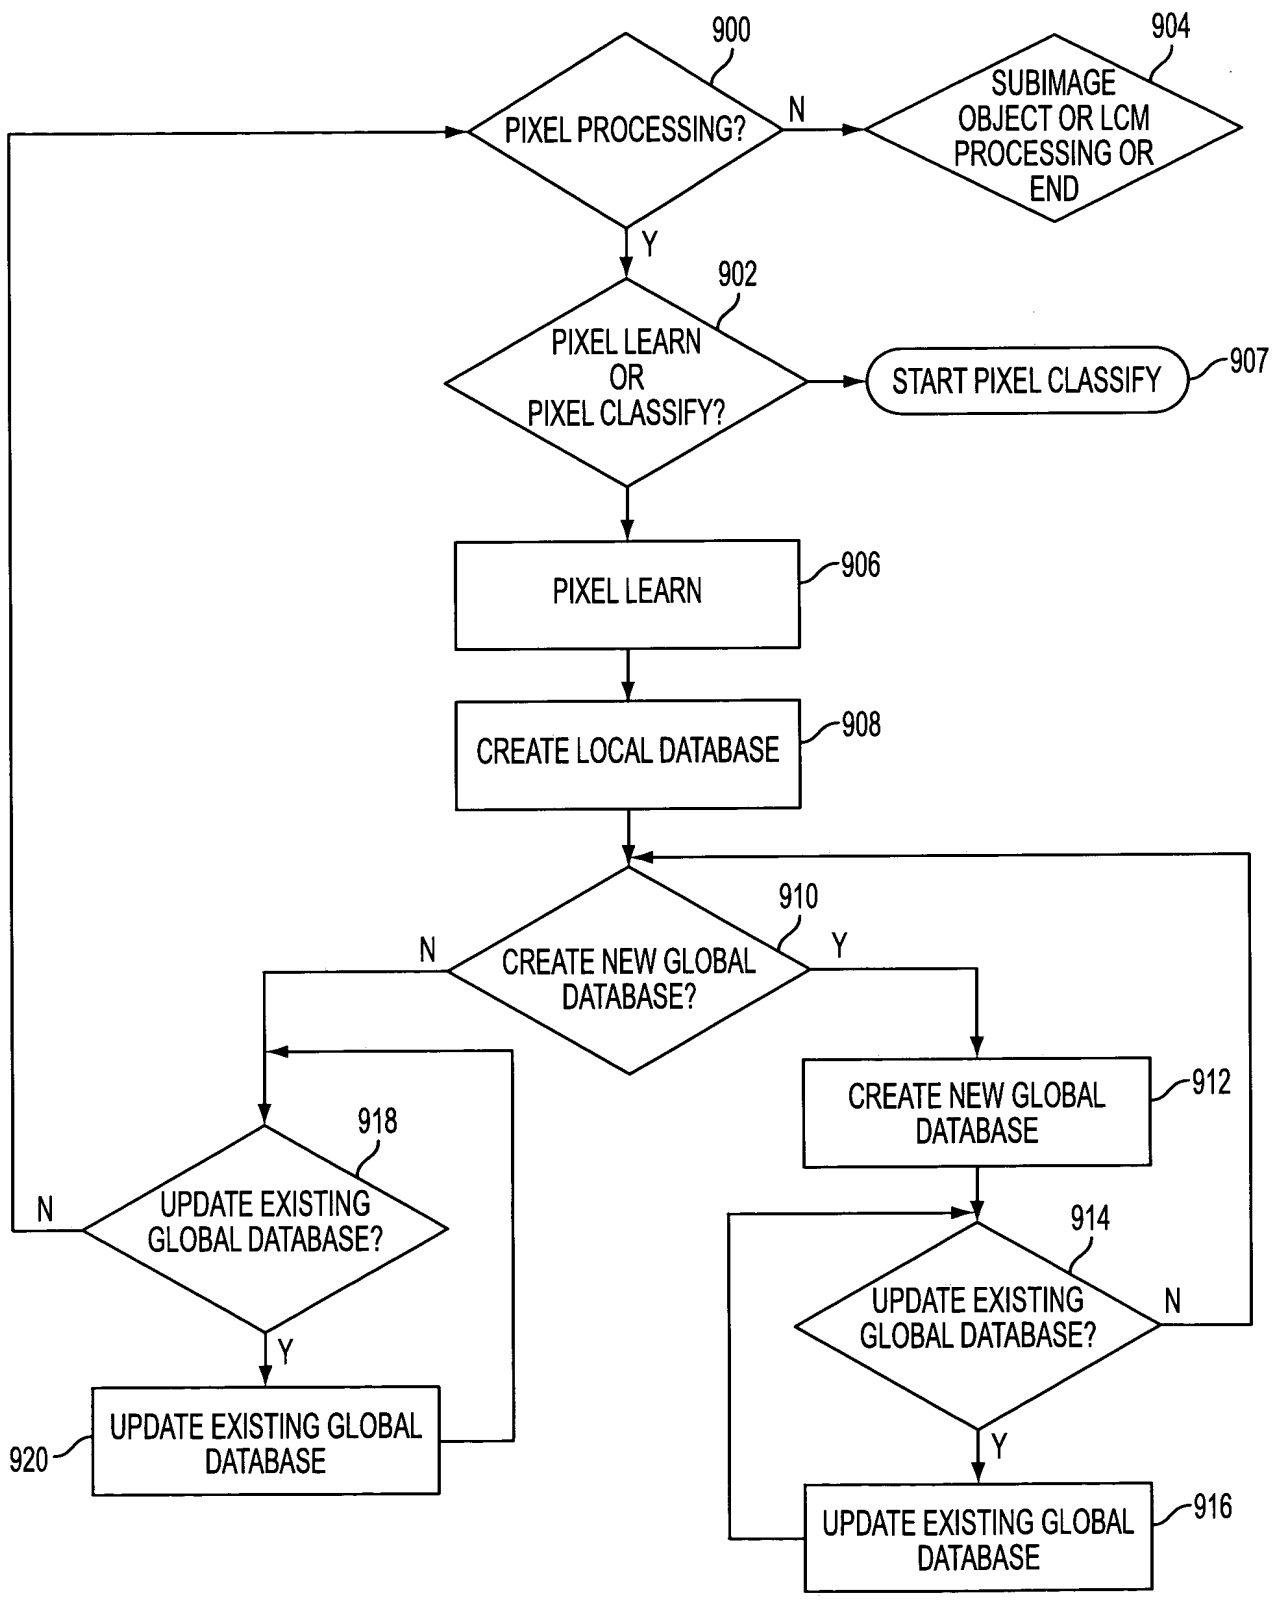 900
PIXEL PROCESSING?
N
904
SUBIMAGE
OBJECT OR LCM
PROCESSING OR
END
Y
902
PIXEL LEARN
OR
PIXEL CLASSIFY?
START PIXEL CLASSIFY
907
PIXEL LEARN
906
CREATE LOCAL DATABASE
908
910
N
Y
CREATE NEW GLOBAL
DATABASE?
CREATE NEW GLOBAL
DATABASE
912
918
UPDATE EXISTING
GLOBAL DATABASE?
N
Y
914
UPDATE EXISTING
GLOBAL DATABASE?
N
Y
UPDATE EXISTING GLOBAL
DATABASE
920
UPDATE EXISTING GLOBAL
DATABASE
916